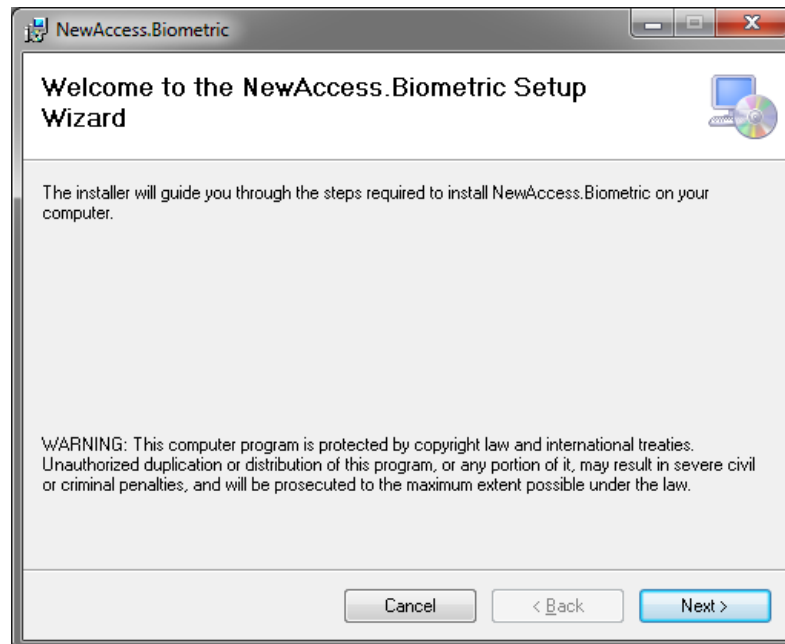 NewAccess.Biometric
Welcome to the NewAccess.Biometric Setup
Wizard
The installer will guide you through the steps required to install NewAccess.Biometric on your
computer.
WARNING: This computer program is protected by copyright law and international treaties.
Unauthorized duplication or distribution of this program, or any portion of it, may result in severe civil
or criminal penalties, and will be prosecuted to the maximum extent possible under the law.
Cancel
< Back
Next >